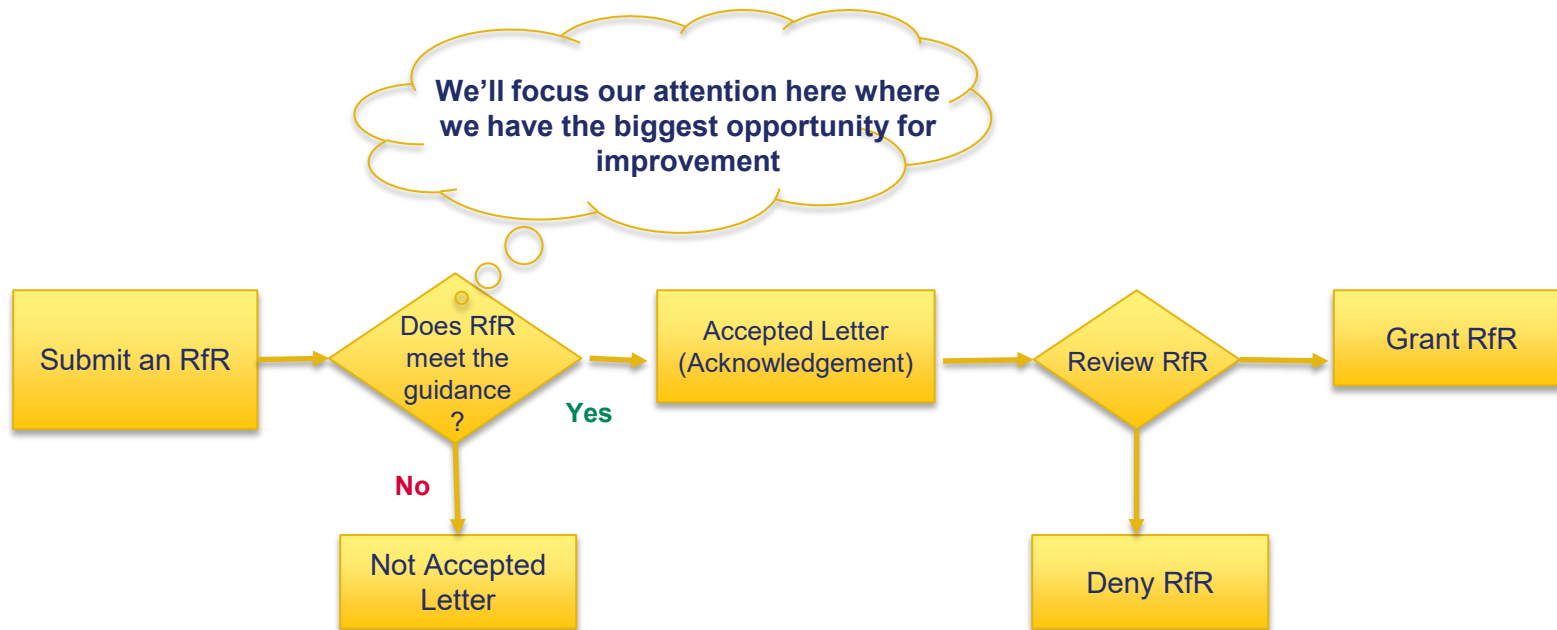 We’ll focus our attention here where
we have the biggest opportunity for
improvement
Submit an RfR
Does RfR
meet the
guidance
?
Yes
No
Not Accepted
Letter
Accepted Letter
(Acknowledgement)
Review RfR
Grant RfR
Deny RfR